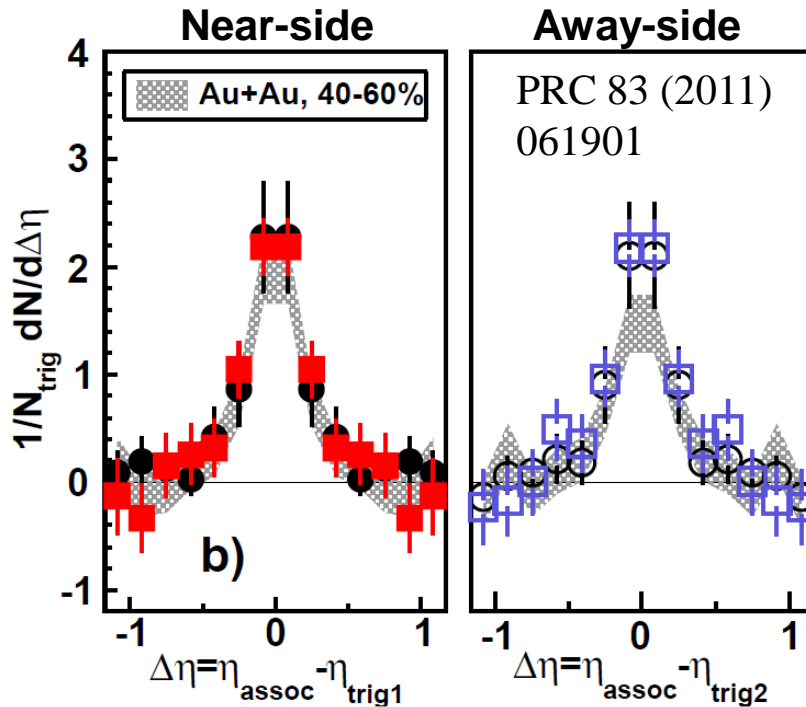 Near-side
Away-side
4
3
2
1
0
-1
1/N_trig dN/dΔη
Au+Au, 40-60%
b)
PRC 83 (2011)
061901
-1 0 1
-1 0 1
Δη=η_assoc -η_trig1
Δη=η_assoc -η_trig2